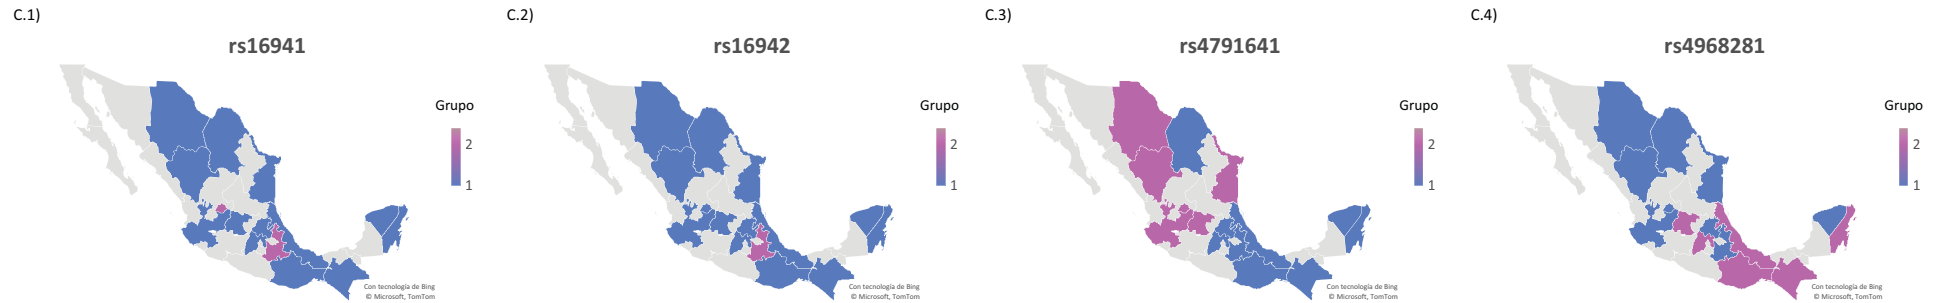 C.1)
rs16941
Grupo
2
1
Con tecnología de Bing
© Microsoft, TomTom
C.2)
rs16942
Grupo
2
1
Con tecnología de Bing
© Microsoft, TomTom
C.3)
rs4791641
Grupo
2
1
Con tecnología de Bing
© Microsoft, TomTom
C.4)
rs4968281
Grupo
2
1
Con tecnología de Bing
© Microsoft, TomTom